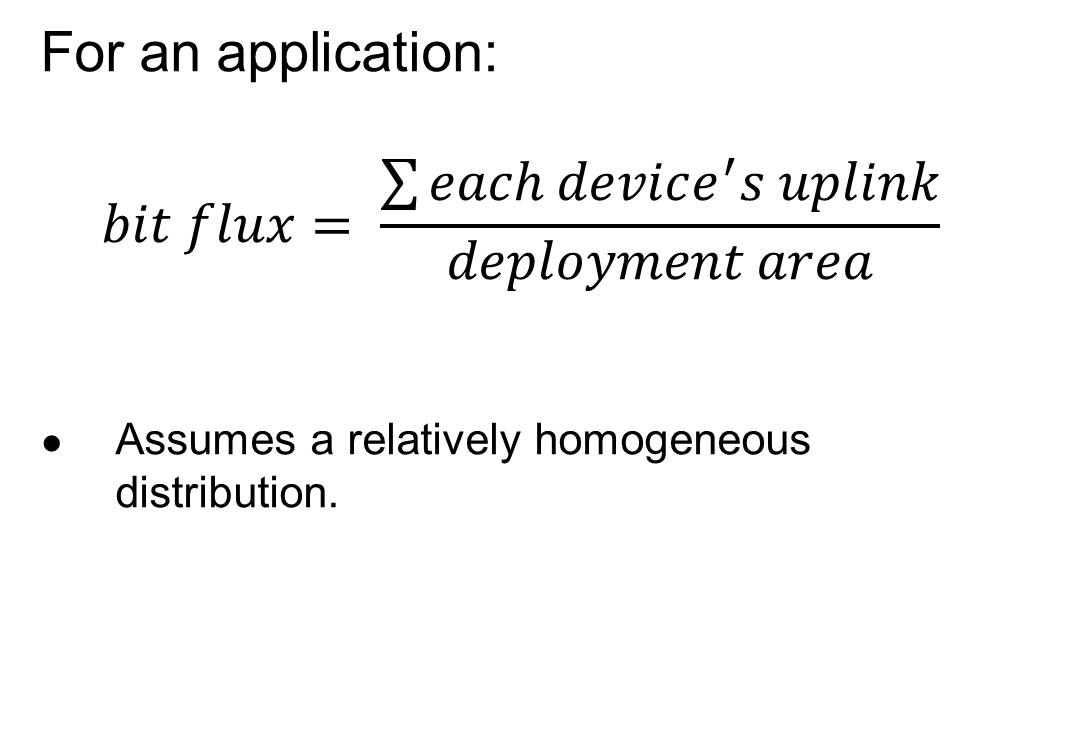 For an application:
bit flux = ∑ each device's uplink / deployment area
● Assumes a relatively homogeneous
distribution.